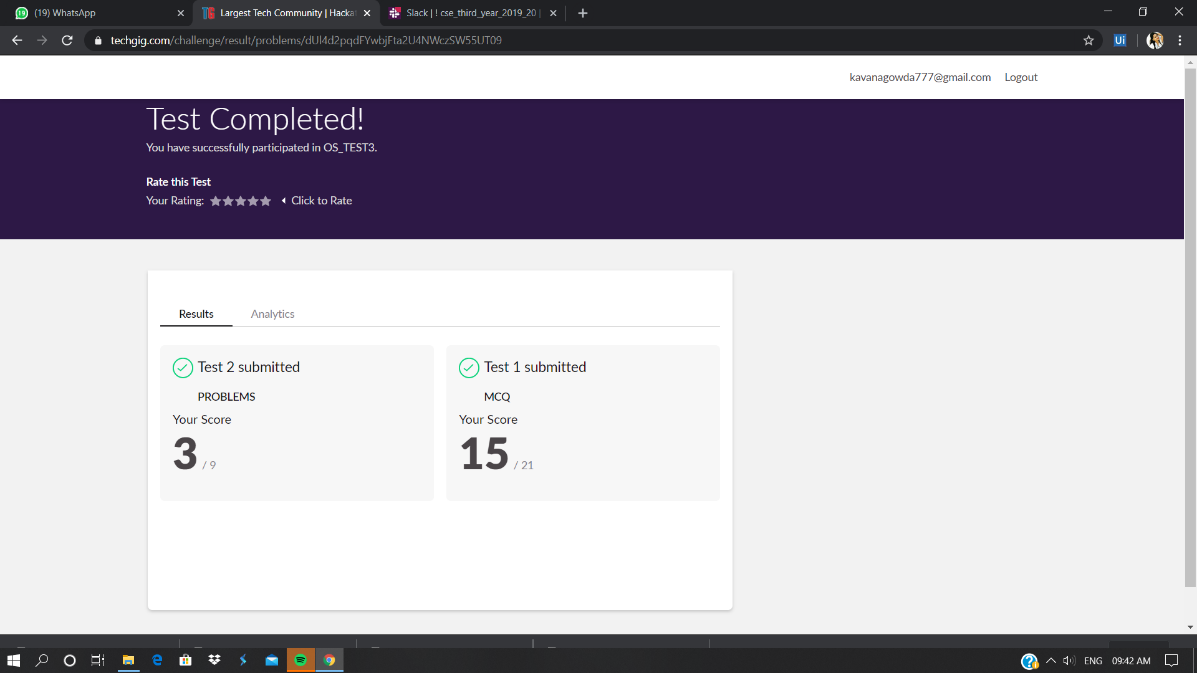 (19) WhatsApp
Largest Tech Community | Hacka
Slack | ! cse_third_year_2019_20 |
techgig.com/challenge/result/problems/dUl4d2pqdFYwbjFta2U4NWczSW55UT09
Ui
kavanagowda777@gmail.com Logout
Test Completed!
You have successfully participated in OS_TEST3.
Rate this Test
Your Rating: Click to Rate
Results Analytics
Test 2 submitted
PROBLEMS
Your Score
3 / 9
Test 1 submitted
MCQ
Your Score
15 / 21
ENG 09:42 AM